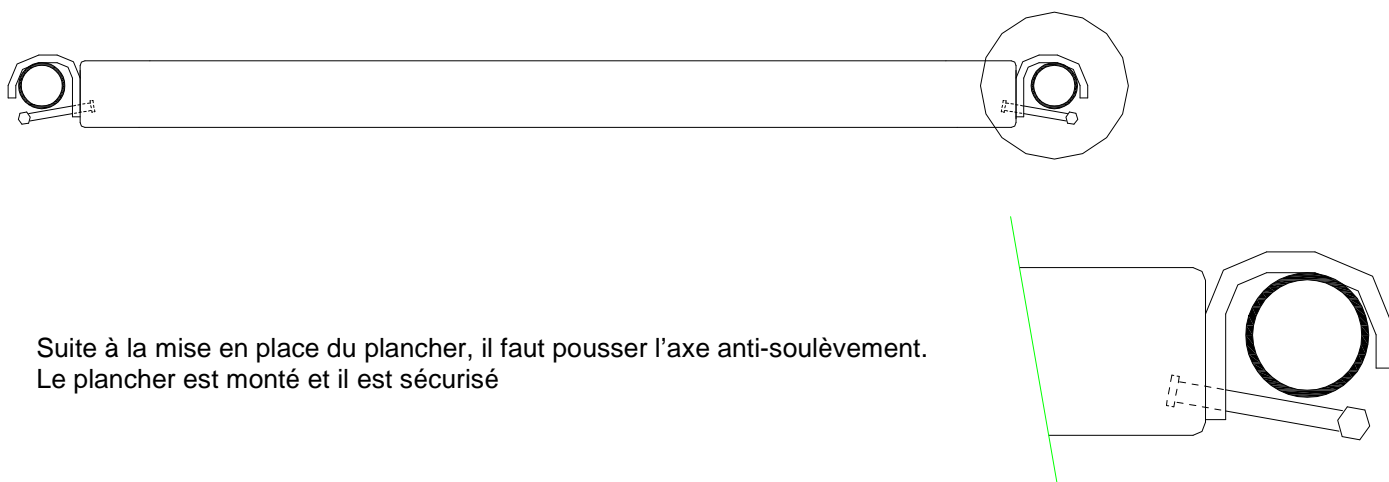 Suite à la mise en place du plancher, il faut pousser l’axe anti-soulèvement.
Le plancher est monté et il est sécurisé